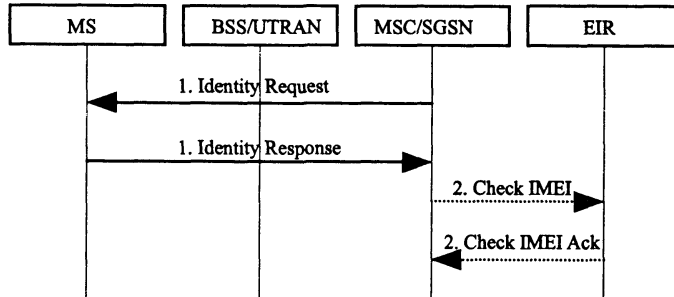 MS
BSS/UTRAN
MSC/SGSN
EIR
1. Identity Request
1. Identity Response
2. Check IMEI
2. Check IMEI Ack